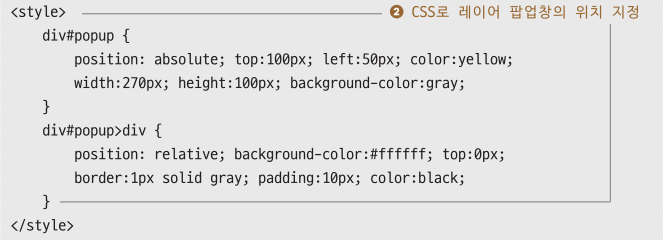 <style> ❷ CSS로 레이어 팝업창의 위치 지정
div#popup {
position: absolute; top:100px; left:50px; color:yellow;
width:270px; height:100px; background-color:gray;
}
div#popup>div {
position: relative; background-color:#ffffff; top:0px;
border:1px solid gray; padding:10px; color:black;
}
</style>